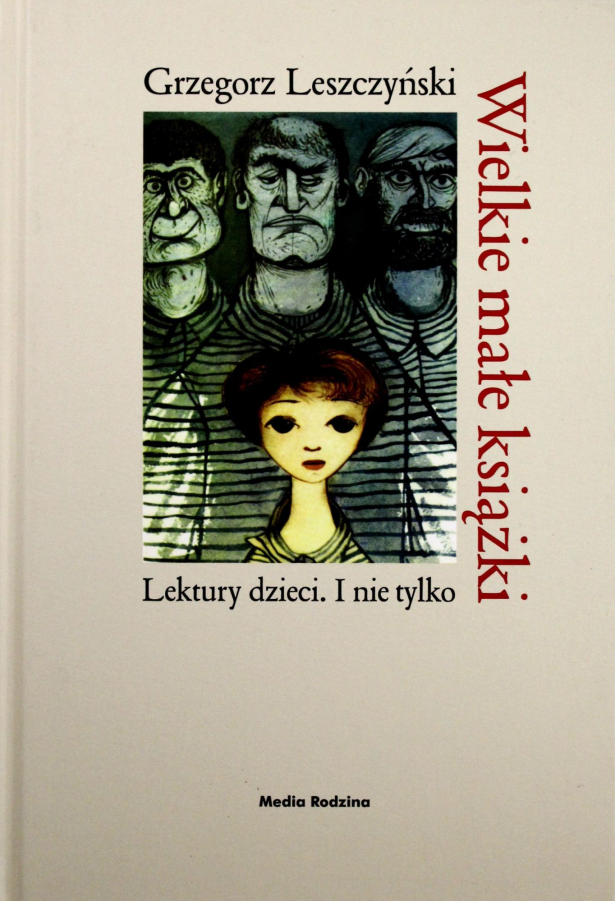 Grzegorz Leszczyński
Wielkie małe książki
Lektury dzieci. I nie tylko
Media Rodzina